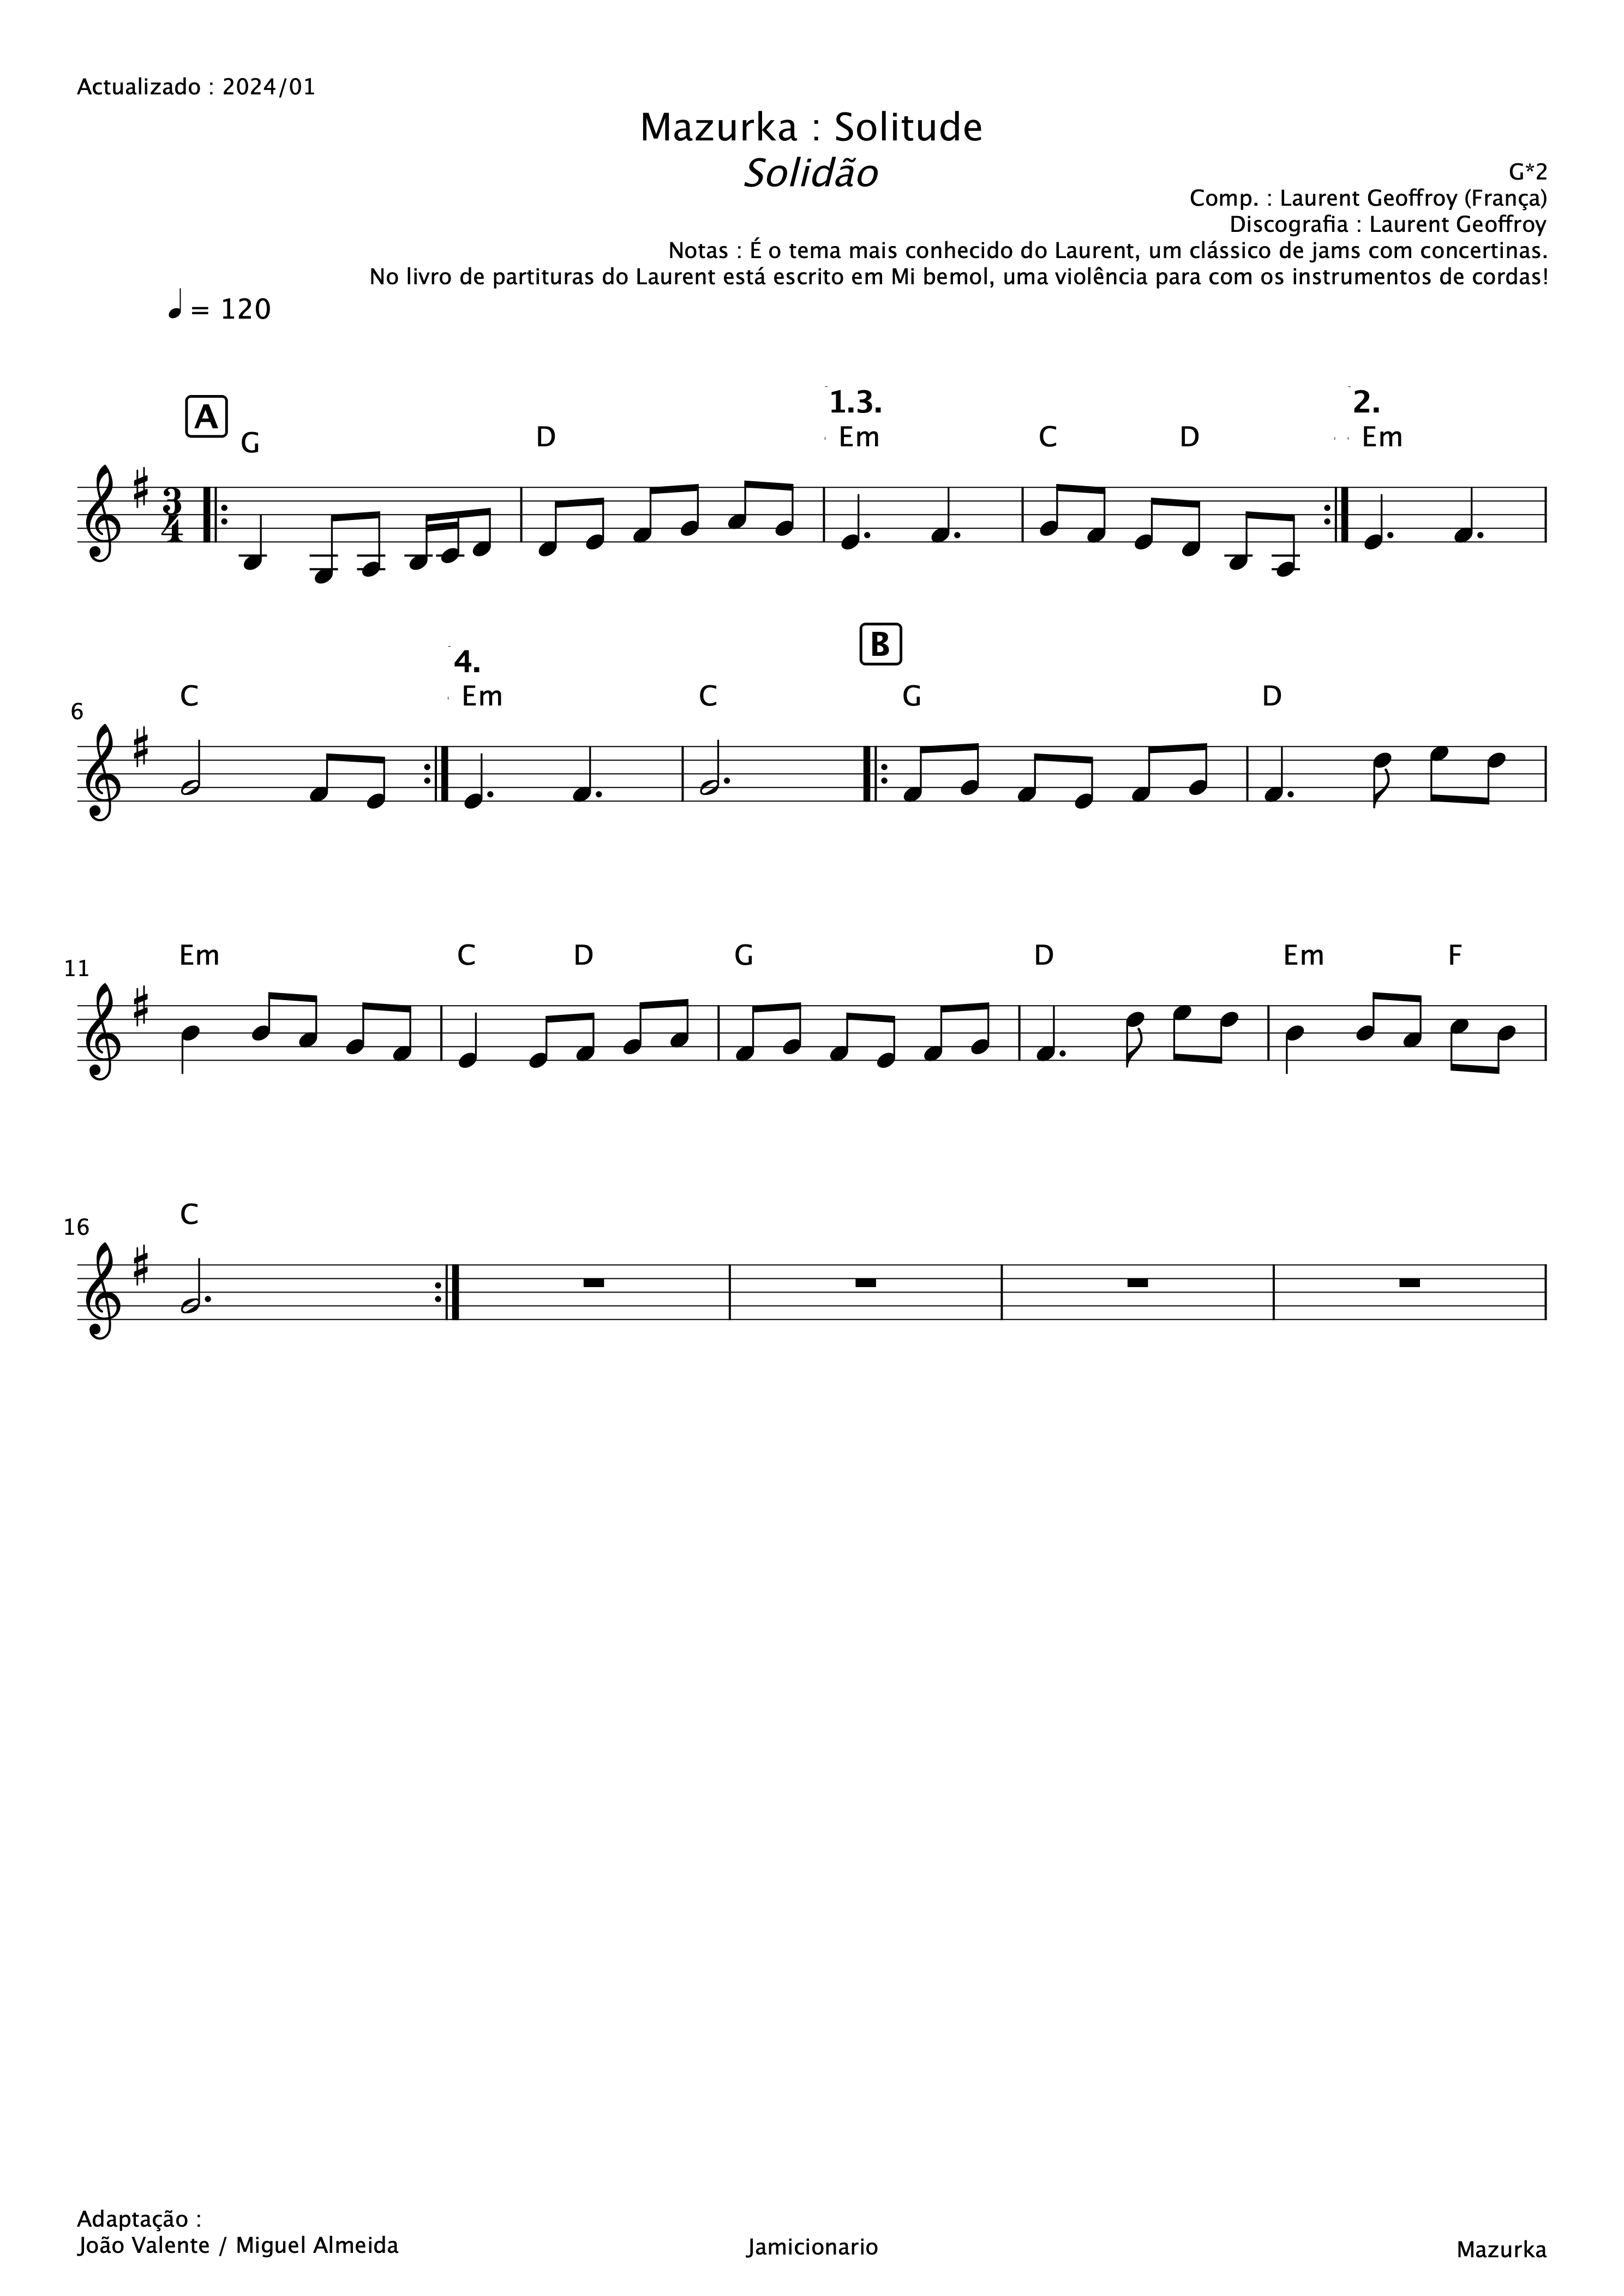 Actualizado : 2024/01
Mazurka : Solitude
Solidão
G*2
Comp. : Laurent Geoffroy (França)
Discografia : Laurent Geoffroy
Notas : É o tema mais conhecido do Laurent, um clássico de jams com concertinas.
No livro de partituras do Laurent está escrito em Mi bemol, uma violência para com os instrumentos de cordas!
= 120
A
1.3. 2.
G D Em C D Em
3
4
B
4.
C Em C G D
6
Em C D G D Em F
11
C
16
Adaptação :
João Valente / Miguel Almeida
Jamicionario
Mazurka